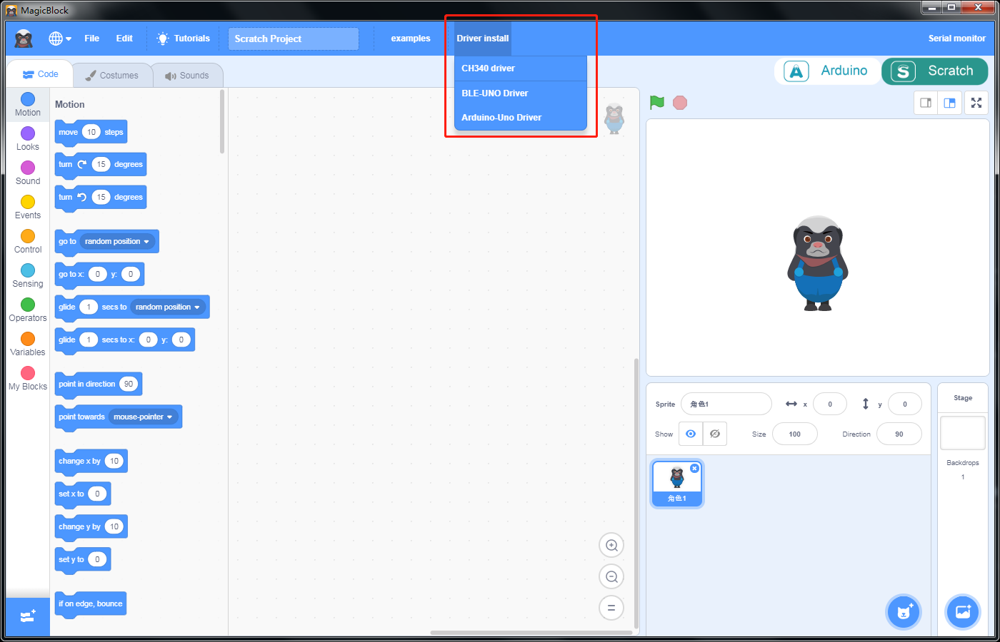 MagicBlock
File
Edit
Tutorials
Scratch Project
examples
Driver install
Serial monitor
CH340 driver
BLE-UNO Driver
Arduino-Uno Driver
Code
Costumes
Sounds
A Arduino
S Scratch
Motion
Looks
Sound
Events
Control
Sensing
Operators
Variables
My Blocks
Motion
move 10 steps
turn 15 degrees
turn 15 degrees
go to random position
go to x: 0 y: 0
glide 1 secs to random position
glide 1 secs to x: 0 y: 0
point in direction 90
point towards mouse-pointer
change x by 10
set x to 0
change y by 10
set y to 0
if on edge, bounce
Sprite 角色1 x 0 y 0
Show Size 100 Direction 90
角色1
Stage
Backdrops
1